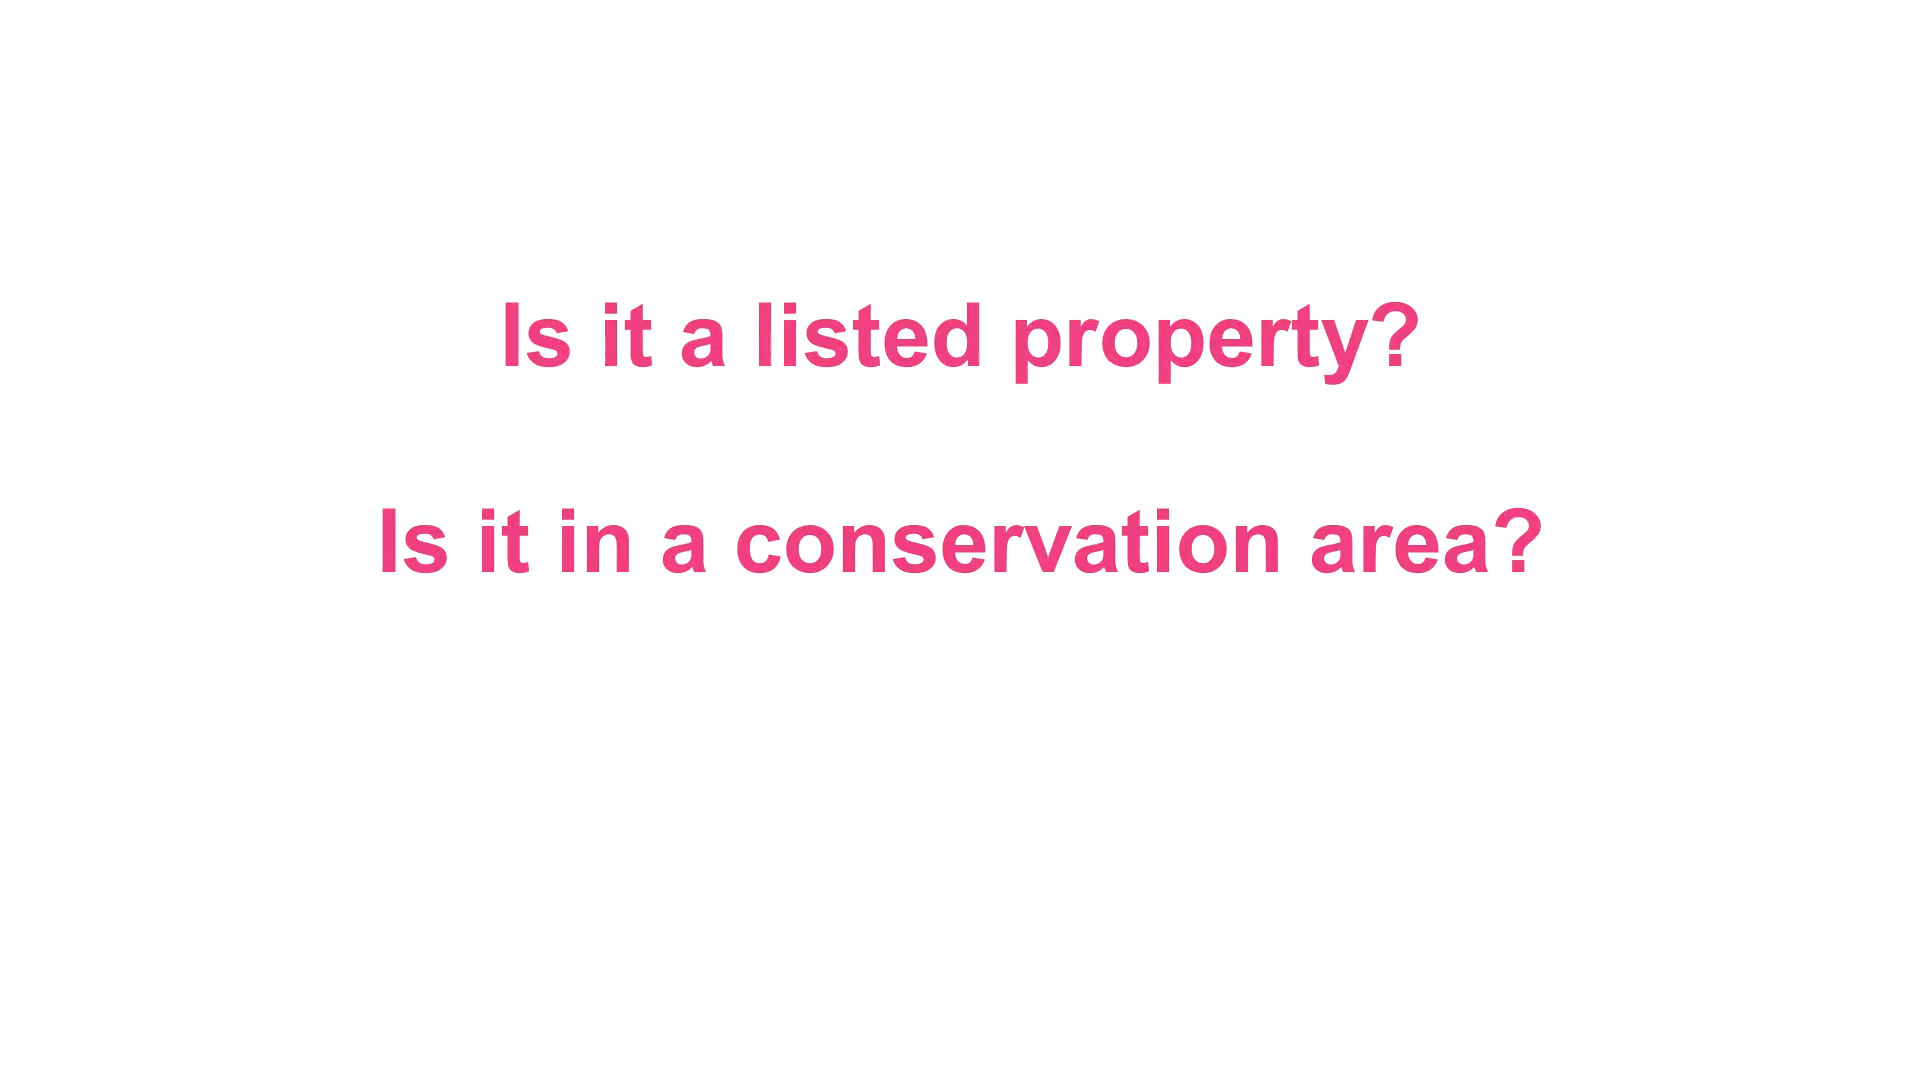 Is it a listed property?
Is it in a conservation area?